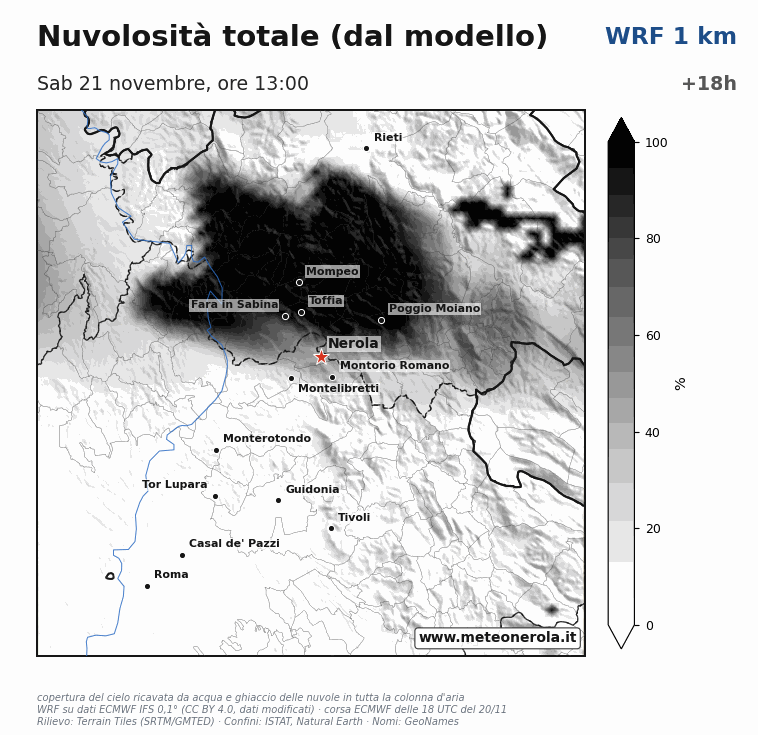 Nuvolosità totale (dal modello)
WRF 1 km
Sab 21 novembre, ore 13:00
+18h
Rieti
Mompeo
Toffia
Fara in Sabina
Poggio Moiano
Nerola
Montorio Romano
Montelibretti
Monterotondo
Tor Lupara
Guidonia
Tivoli
Casal de' Pazzi
Roma
www.meteonerola.it
100
80
60
40
20
0
%
copertura del cielo ricavata da acqua e ghiaccio delle nuvole in tutta la colonna d'aria
WRF su dati ECMWF IFS 0,1° (CC BY 4.0, dati modificati) · corsa ECMWF delle 18 UTC del 20/11
Rilievo: Terrain Tiles (SRTM/GMTED) · Confini: ISTAT, Natural Earth · Nomi: GeoNames